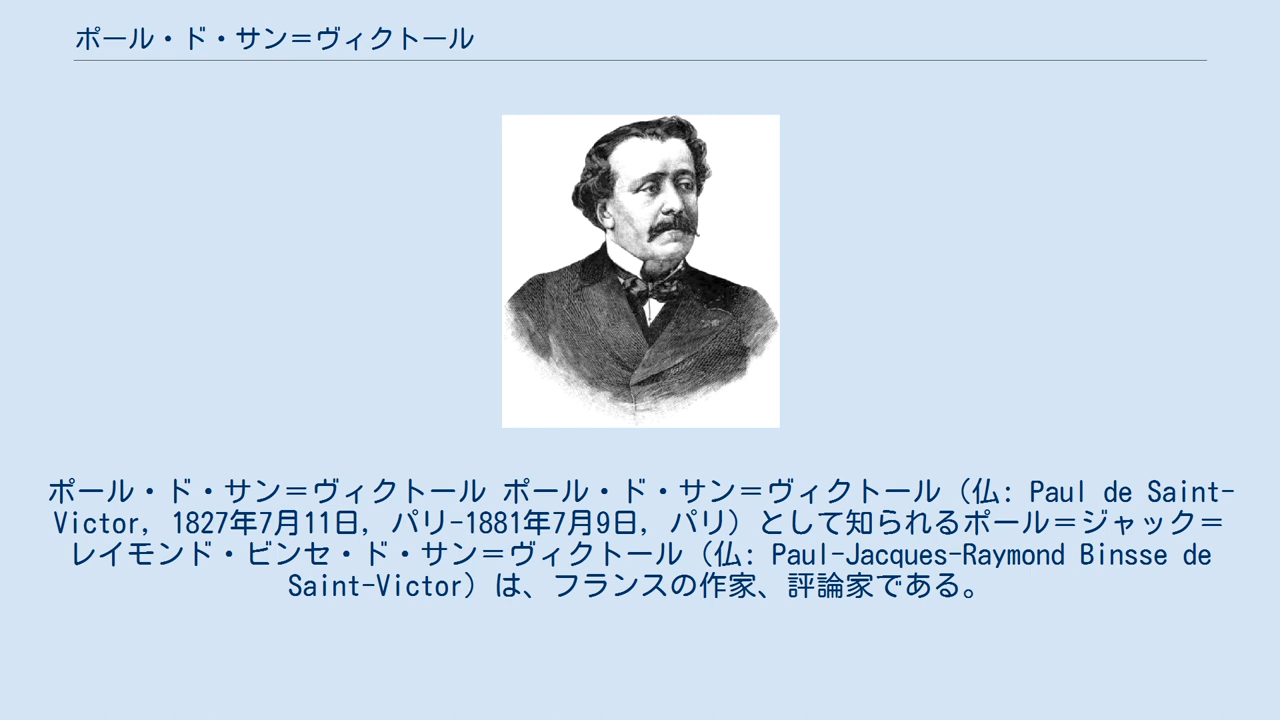 ポール・ド・サン＝ヴィクトール
ポール・ド・サン＝ヴィクトール ポール・ド・サン＝ヴィクトール（仏: Paul de Saint-
Victor, 1827年7月11日, パリ-1881年7月9日, パリ）として知られるポール＝ジャック＝
レイモンド・ビンセ・ド・サン＝ヴィクトール（仏: Paul-Jacques-Raymond Binsse de
Saint-Victor）は、フランスの作家、評論家である。